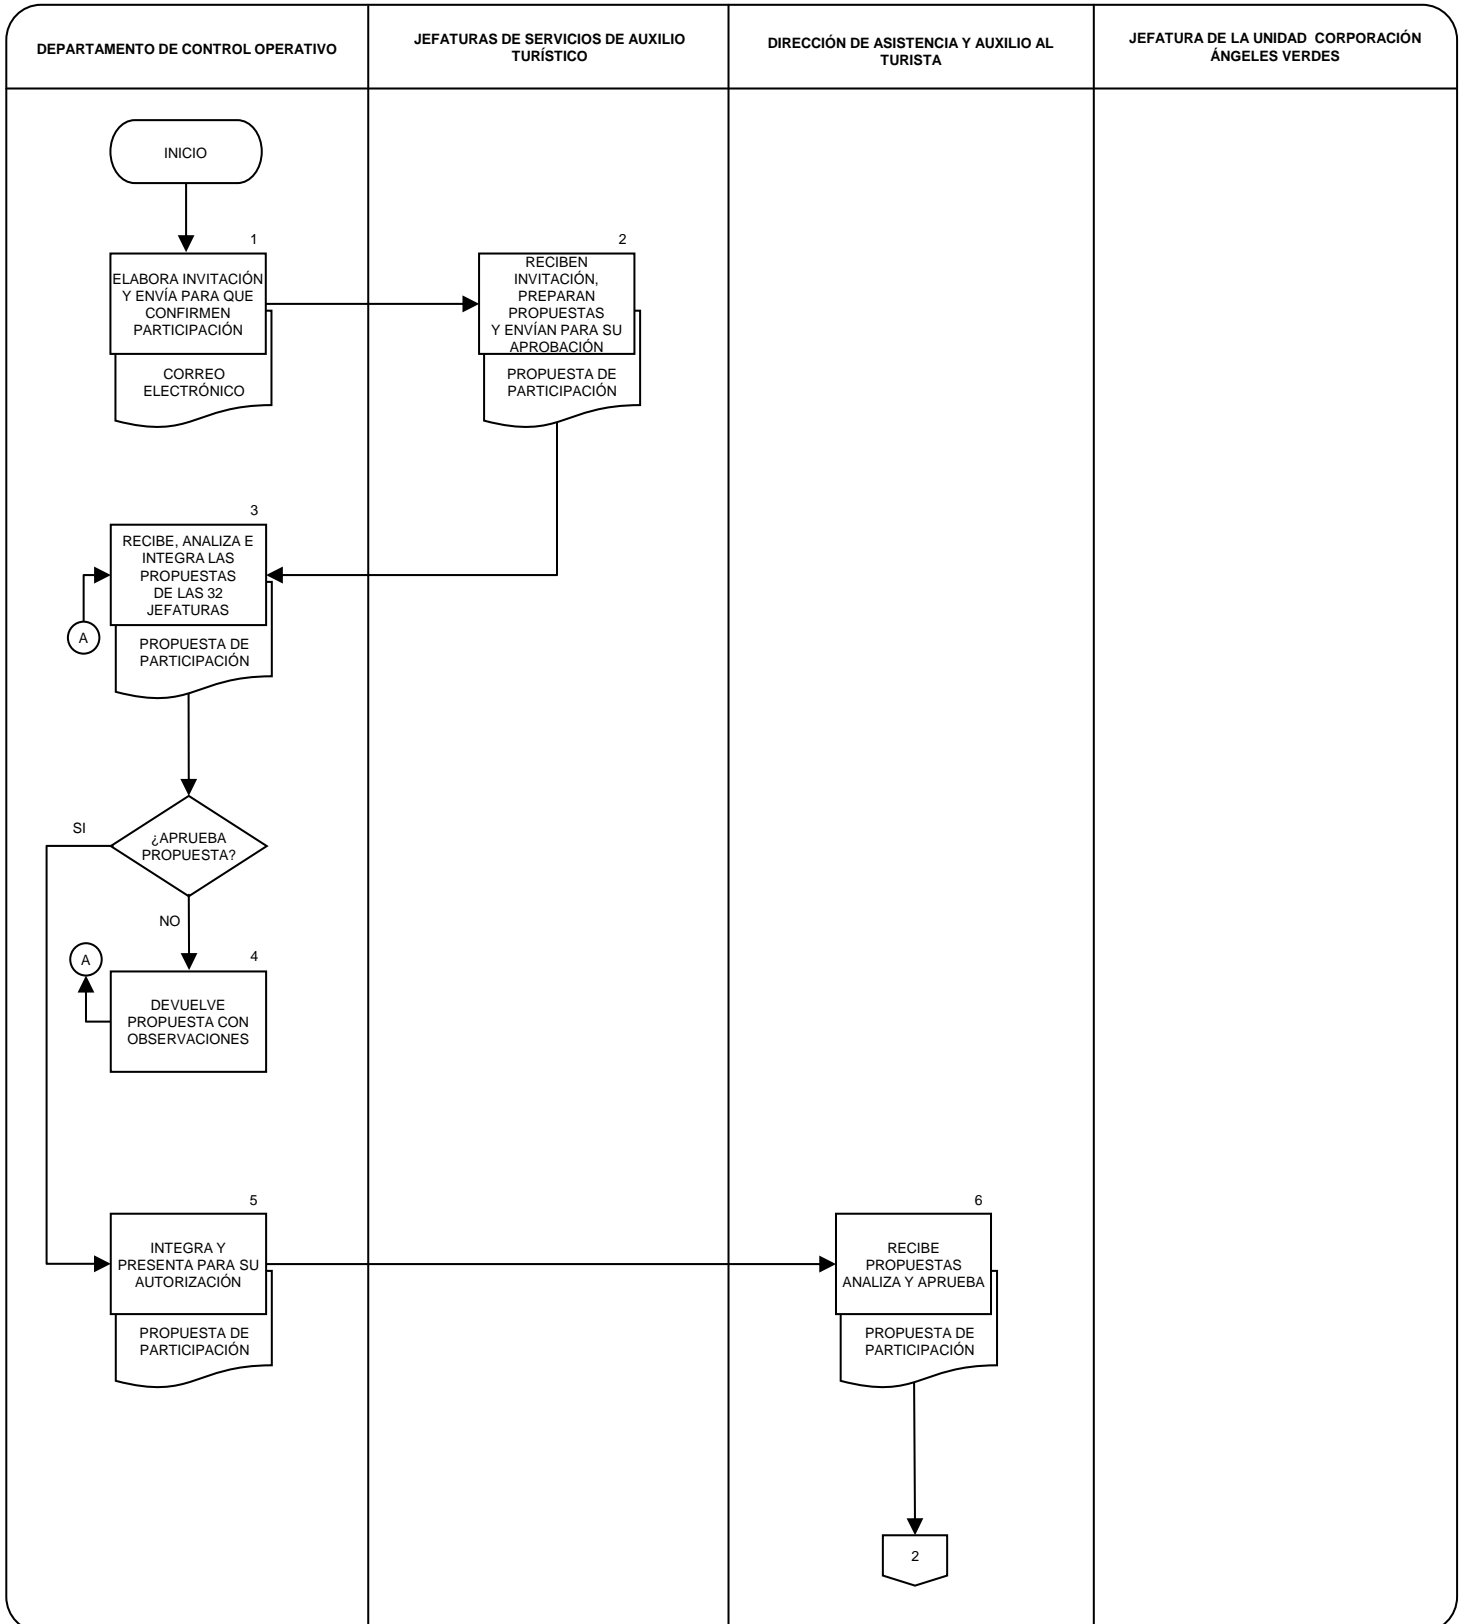 DEPARTAMENTO DE CONTROL OPERATIVO
JEFATURAS DE SERVICIOS DE AUXILIO
TURÍSTICO
DIRECCIÓN DE ASISTENCIA Y AUXILIO AL
TURISTA
JEFATURA DE LA UNIDAD CORPORACIÓN
ÁNGELES VERDES
INICIO
1
ELABORA INVITACIÓN
Y ENVÍA PARA QUE
CONFIRMEN
PARTICIPACIÓN
CORREO
ELECTRÓNICO
2
RECIBEN
INVITACIÓN,
PREPARAN
PROPUESTAS
Y ENVÍAN PARA SU
APROBACIÓN
PROPUESTA DE
PARTICIPACIÓN
3
RECIBE, ANALIZA E
INTEGRA LAS
PROPUESTAS
DE LAS 32
JEFATURAS
A
PROPUESTA DE
PARTICIPACIÓN
SI
¿APRUEBA
PROPUESTA?
NO
A
4
DEVUELVE
PROPUESTA CON
OBSERVACIONES
5
INTEGRA Y
PRESENTA PARA SU
AUTORIZACIÓN
PROPUESTA DE
PARTICIPACIÓN
6
RECIBE
PROPUESTAS
ANALIZA Y APRUEBA
PROPUESTA DE
PARTICIPACIÓN
2